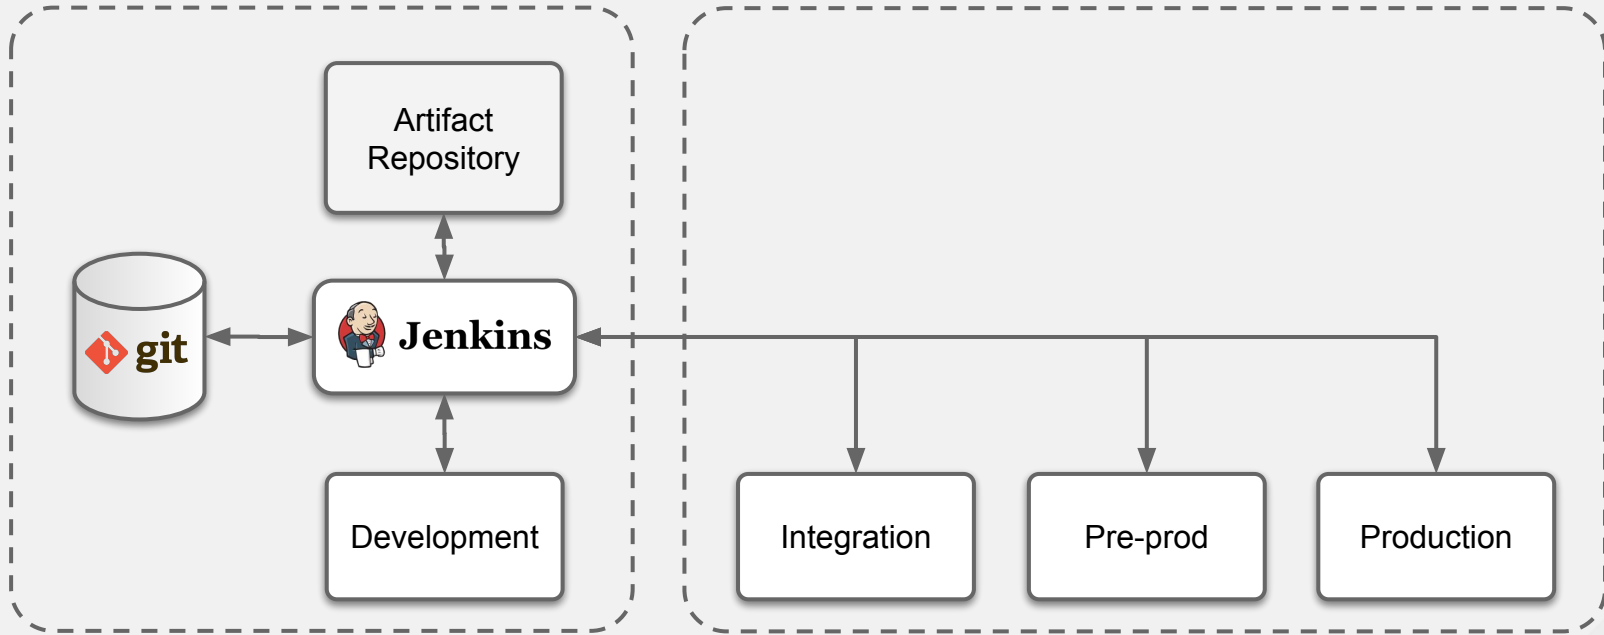 Artifact
Repository
git
Jenkins
Development
Integration
Pre-prod
Production